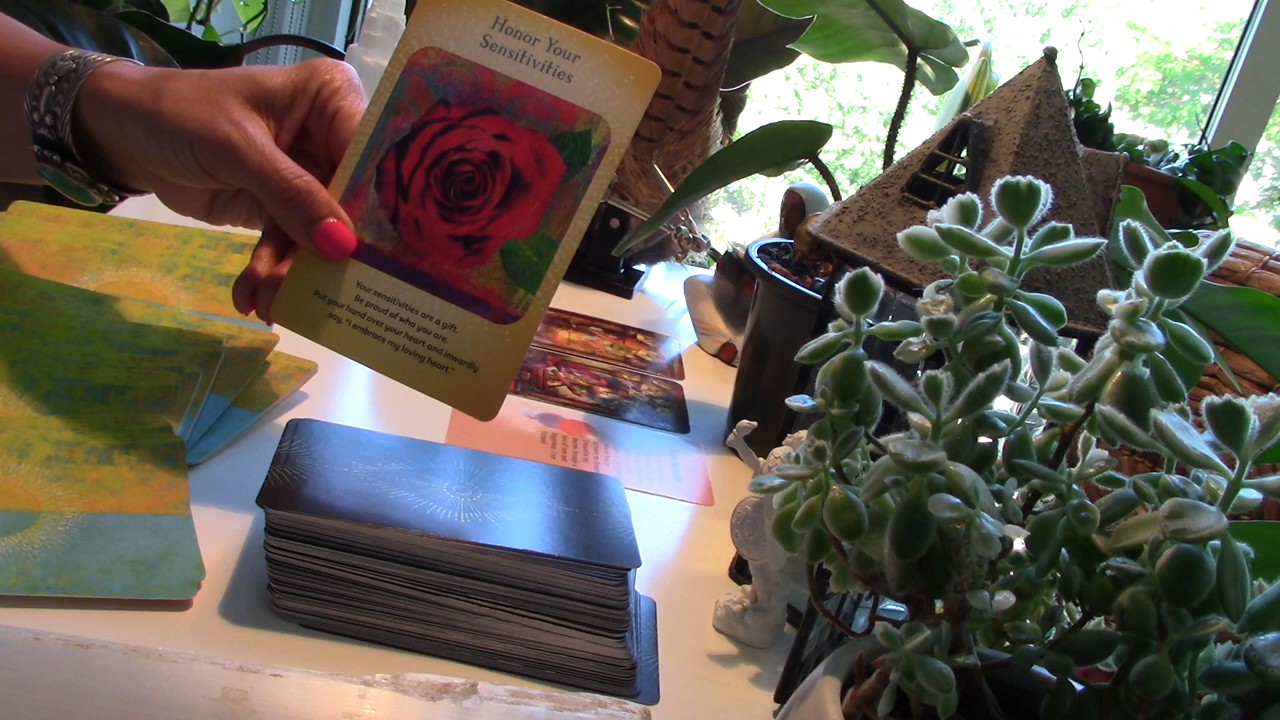 Honor Your
Sensitivities
Your sensitivities are a gift.
Be proud of who you are.
Put your hand over your heart and inwardly
say, "I embrace my loving heart."